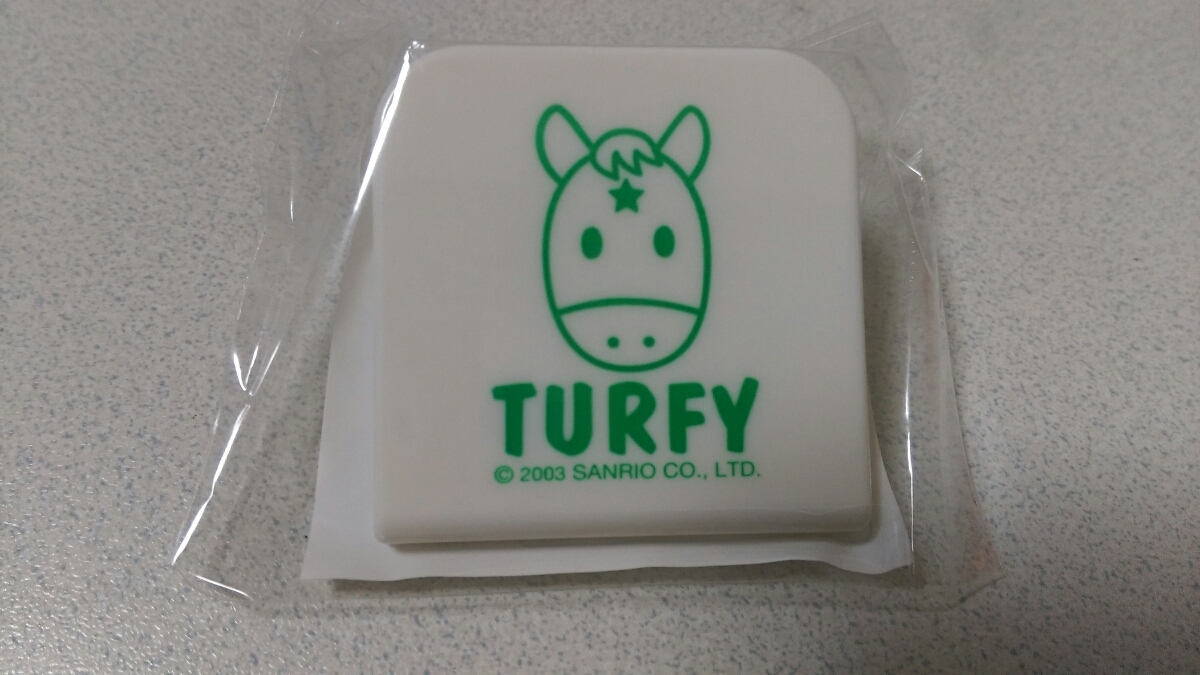 TURFY
© 2003 SANRIO CO., LTD.